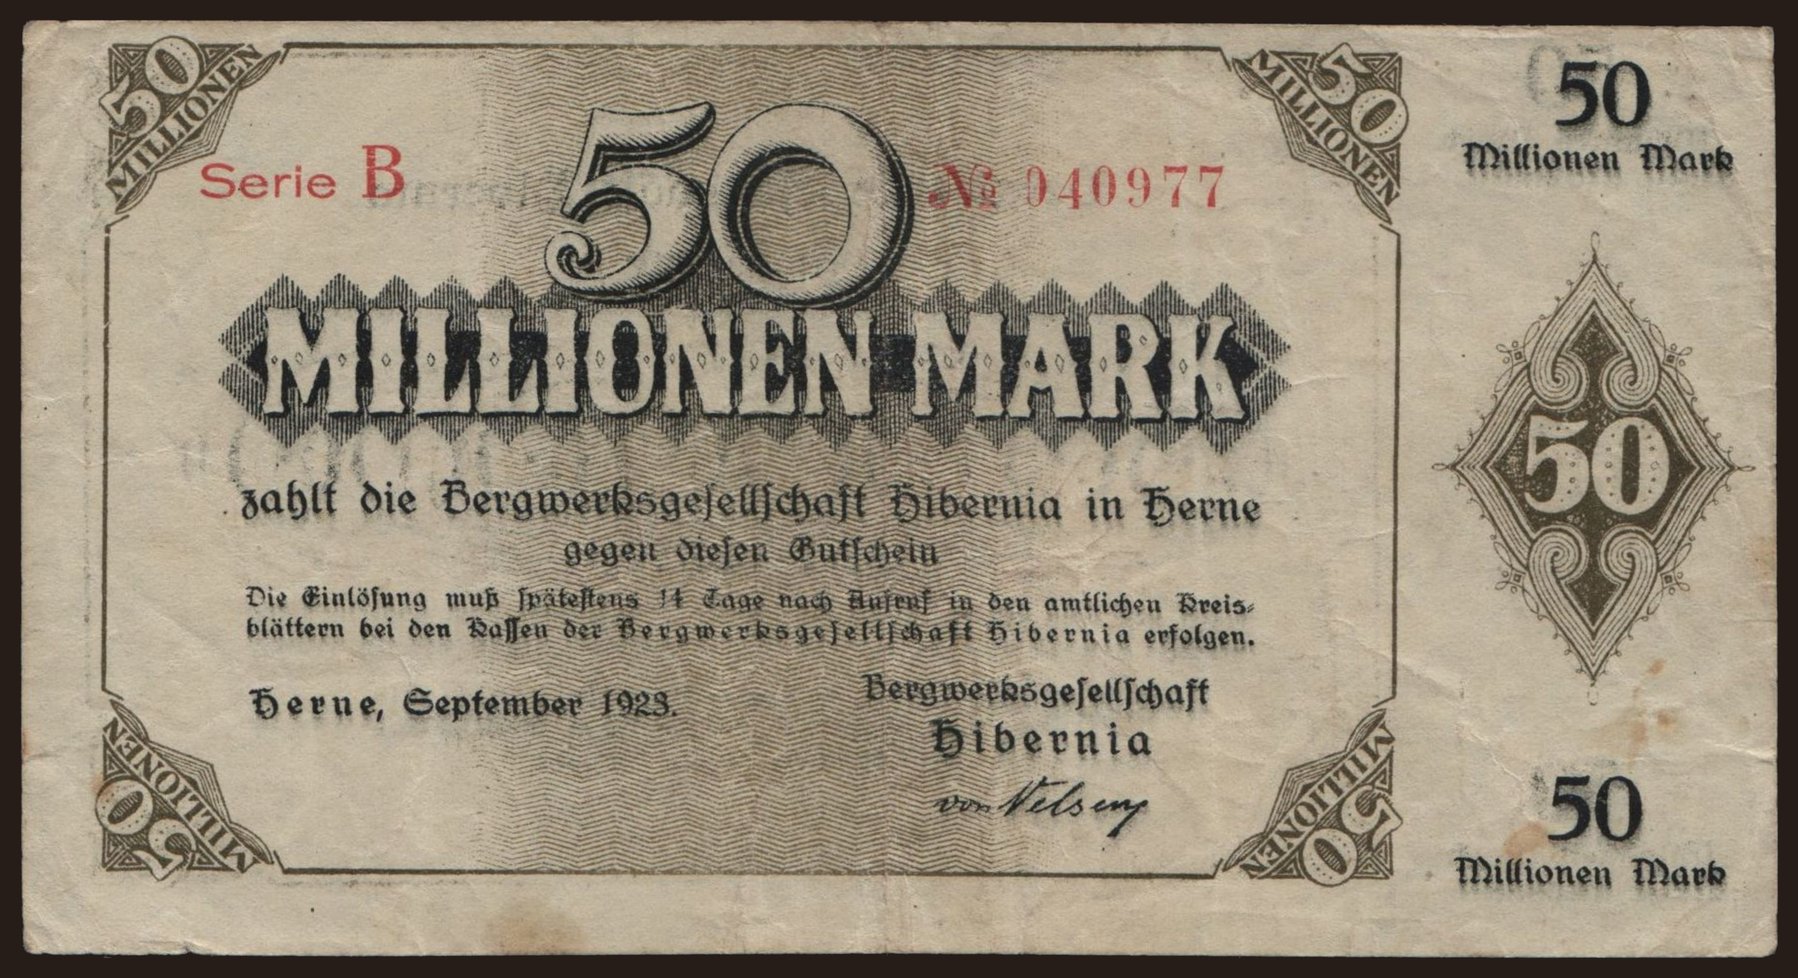 50 MILLIONEN
50 MILLIONEN
50
Millionen Mark
Serie B
50
№ 040977
MILLIONEN MARK
zahlt die Bergwerksgesellschaft Hibernia in Herne
gegen diesen Gutschein
Die Einlösung muß spätestens 14 Tage nach Aufruf in den amtlichen Kreis-
blättern bei den Kassen der Bergwerksgesellschaft Hibernia erfolgen.
Herne, September 1923.
Bergwerksgesellschaft
Hibernia
von Velsen
50
50 MILLIONEN
50 MILLIONEN
50
Millionen Mark